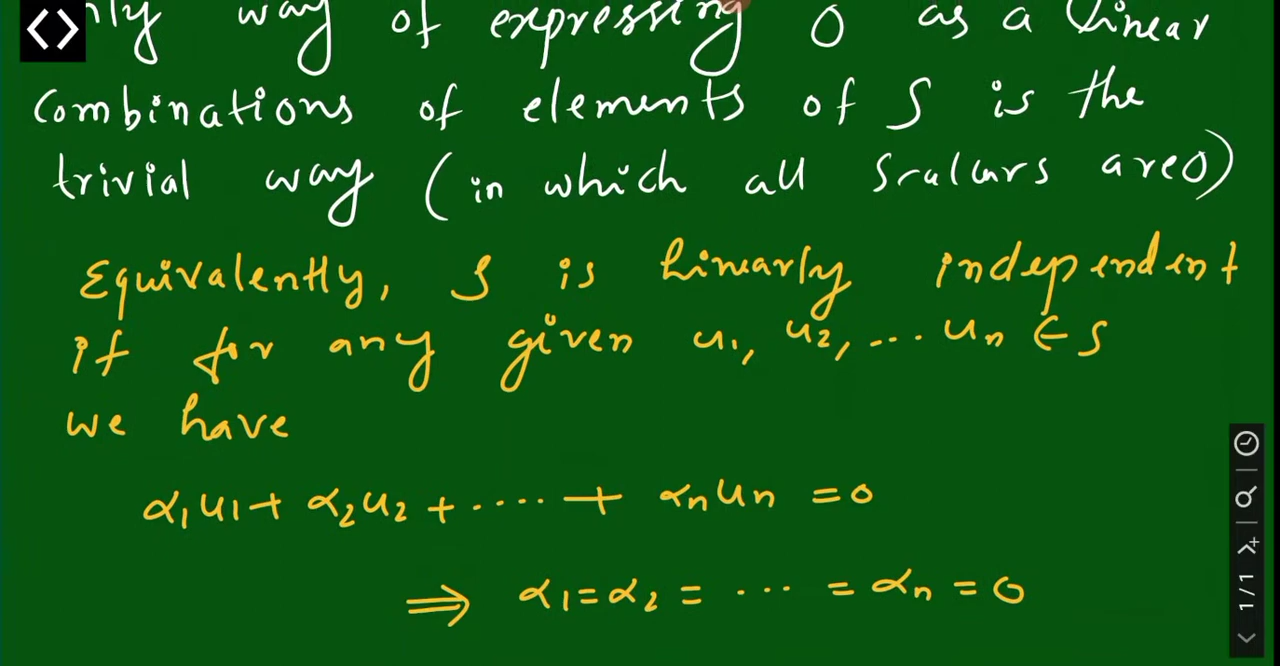 way of expressing 0 as a linear
combinations of elements of S is the
trivial way (in which all scalars are 0)
Equivalently, S is linearly independent
if for any given u₁, u₂, ... uₙ ∈ S
we have
α₁u₁ + α₂u₂ + ..... + αₙuₙ = 0
⇒ α₁ = α₂ = ... = αₙ = 0
1/1